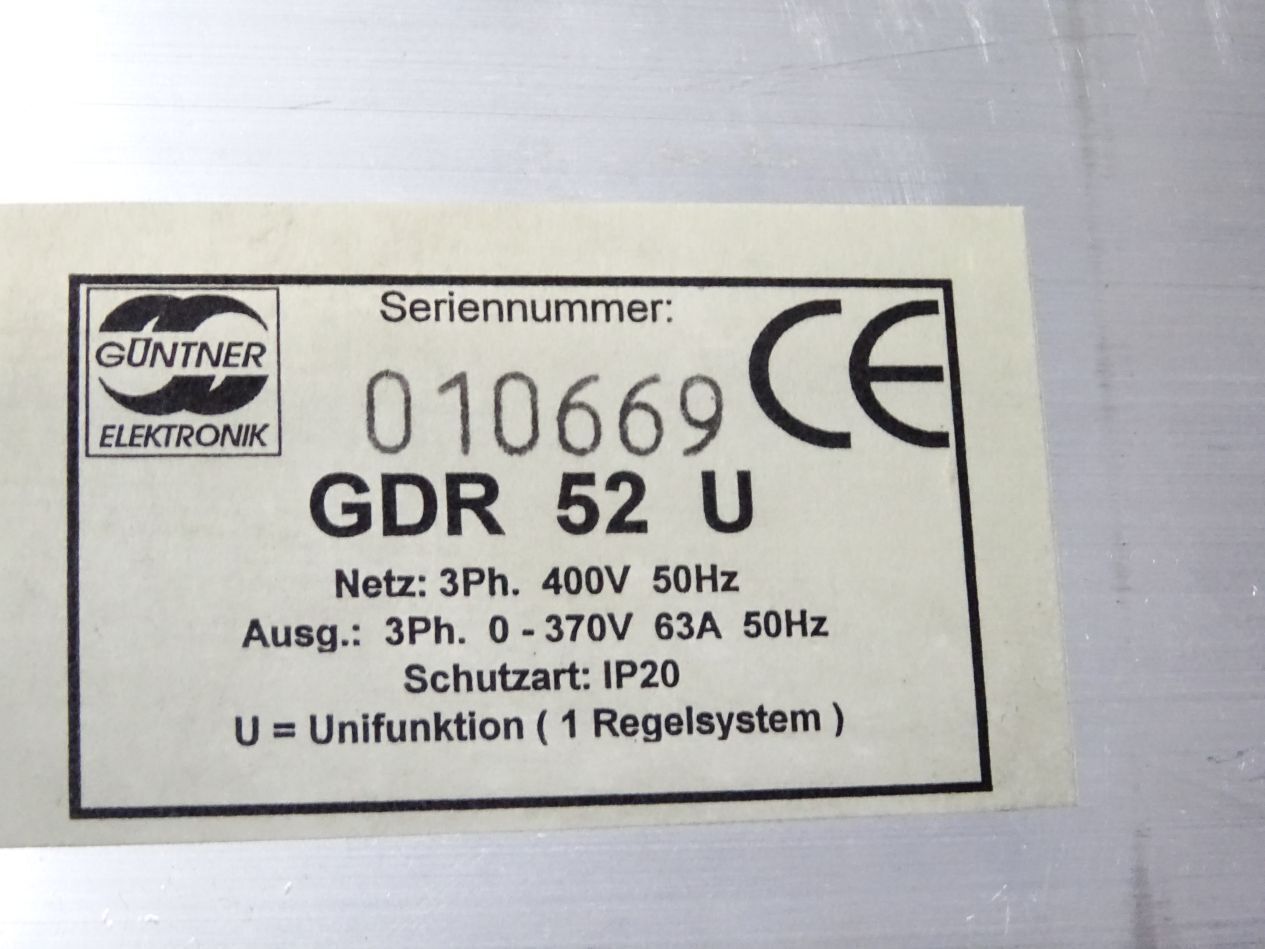 GÜNTNER
ELEKTRONIK
Seriennummer:
010669
CE
GDR 52 U
Netz: 3Ph. 400V 50Hz
Ausg.: 3Ph. 0 - 370V 63A 50Hz
Schutzart: IP20
U = Unifunktion ( 1 Regelsystem )